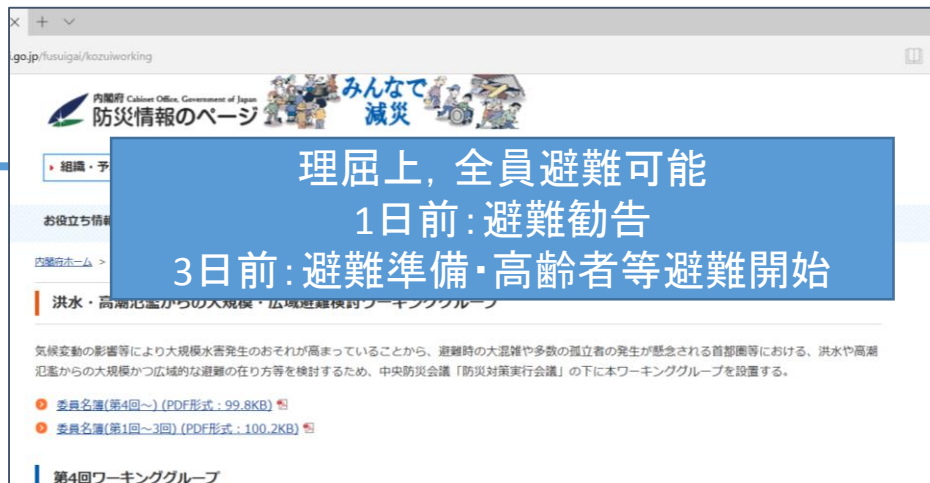 i.go.jp/fusuigai/kozuiworking
内閣府 Cabinet Office, Government of Japan
防災情報のページ
みんなで
減災
組織・予
理屈上，全員避難可能
1日前：避難勧告
3日前：避難準備・高齢者等避難開始
お役立ち情報
内閣府ホーム >
洪水・高潮氾濫からの大規模・広域避難検討ワーキンググループ
気候変動の影響等により大規模水害発生のおそれが高まっていることから、避難時の大混雑や多数の孤立者の発生が懸念される首都圏等における、洪水や高潮
氾濫からの大規模かつ広域的な避難の在り方等を検討するため、中央防災会議「防災対策実行会議」の下に本ワーキンググループを設置する。
委員名簿(第4回～) (PDF形式：99.8KB)
委員名簿(第1回～3回) (PDF形式：100.2KB)
第4回ワーキンググループ